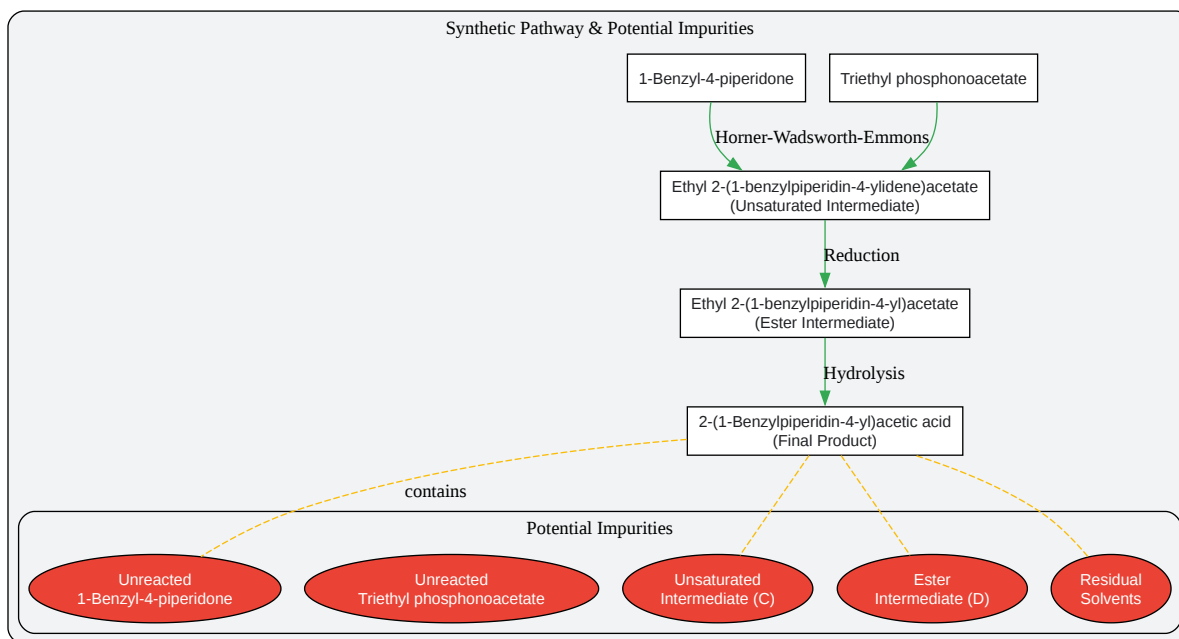 Synthetic Pathway & Potential Impurities
1-Benzyl-4-piperidone
Triethyl phosphonoacetate
Horner-Wadsworth-Emmons
Ethyl 2-(1-benzylpiperidin-4-ylidene)acetate
(Unsaturated Intermediate)
Reduction
Ethyl 2-(1-benzylpiperidin-4-yl)acetate
(Ester Intermediate)
Hydrolysis
2-(1-Benzylpiperidin-4-yl)acetic acid
(Final Product)
contains
Potential Impurities
Unreacted
1-Benzyl-4-piperidone
Unreacted
Triethyl phosphonoacetate
Unsaturated
Intermediate (C)
Ester
Intermediate (D)
Residual
Solvents